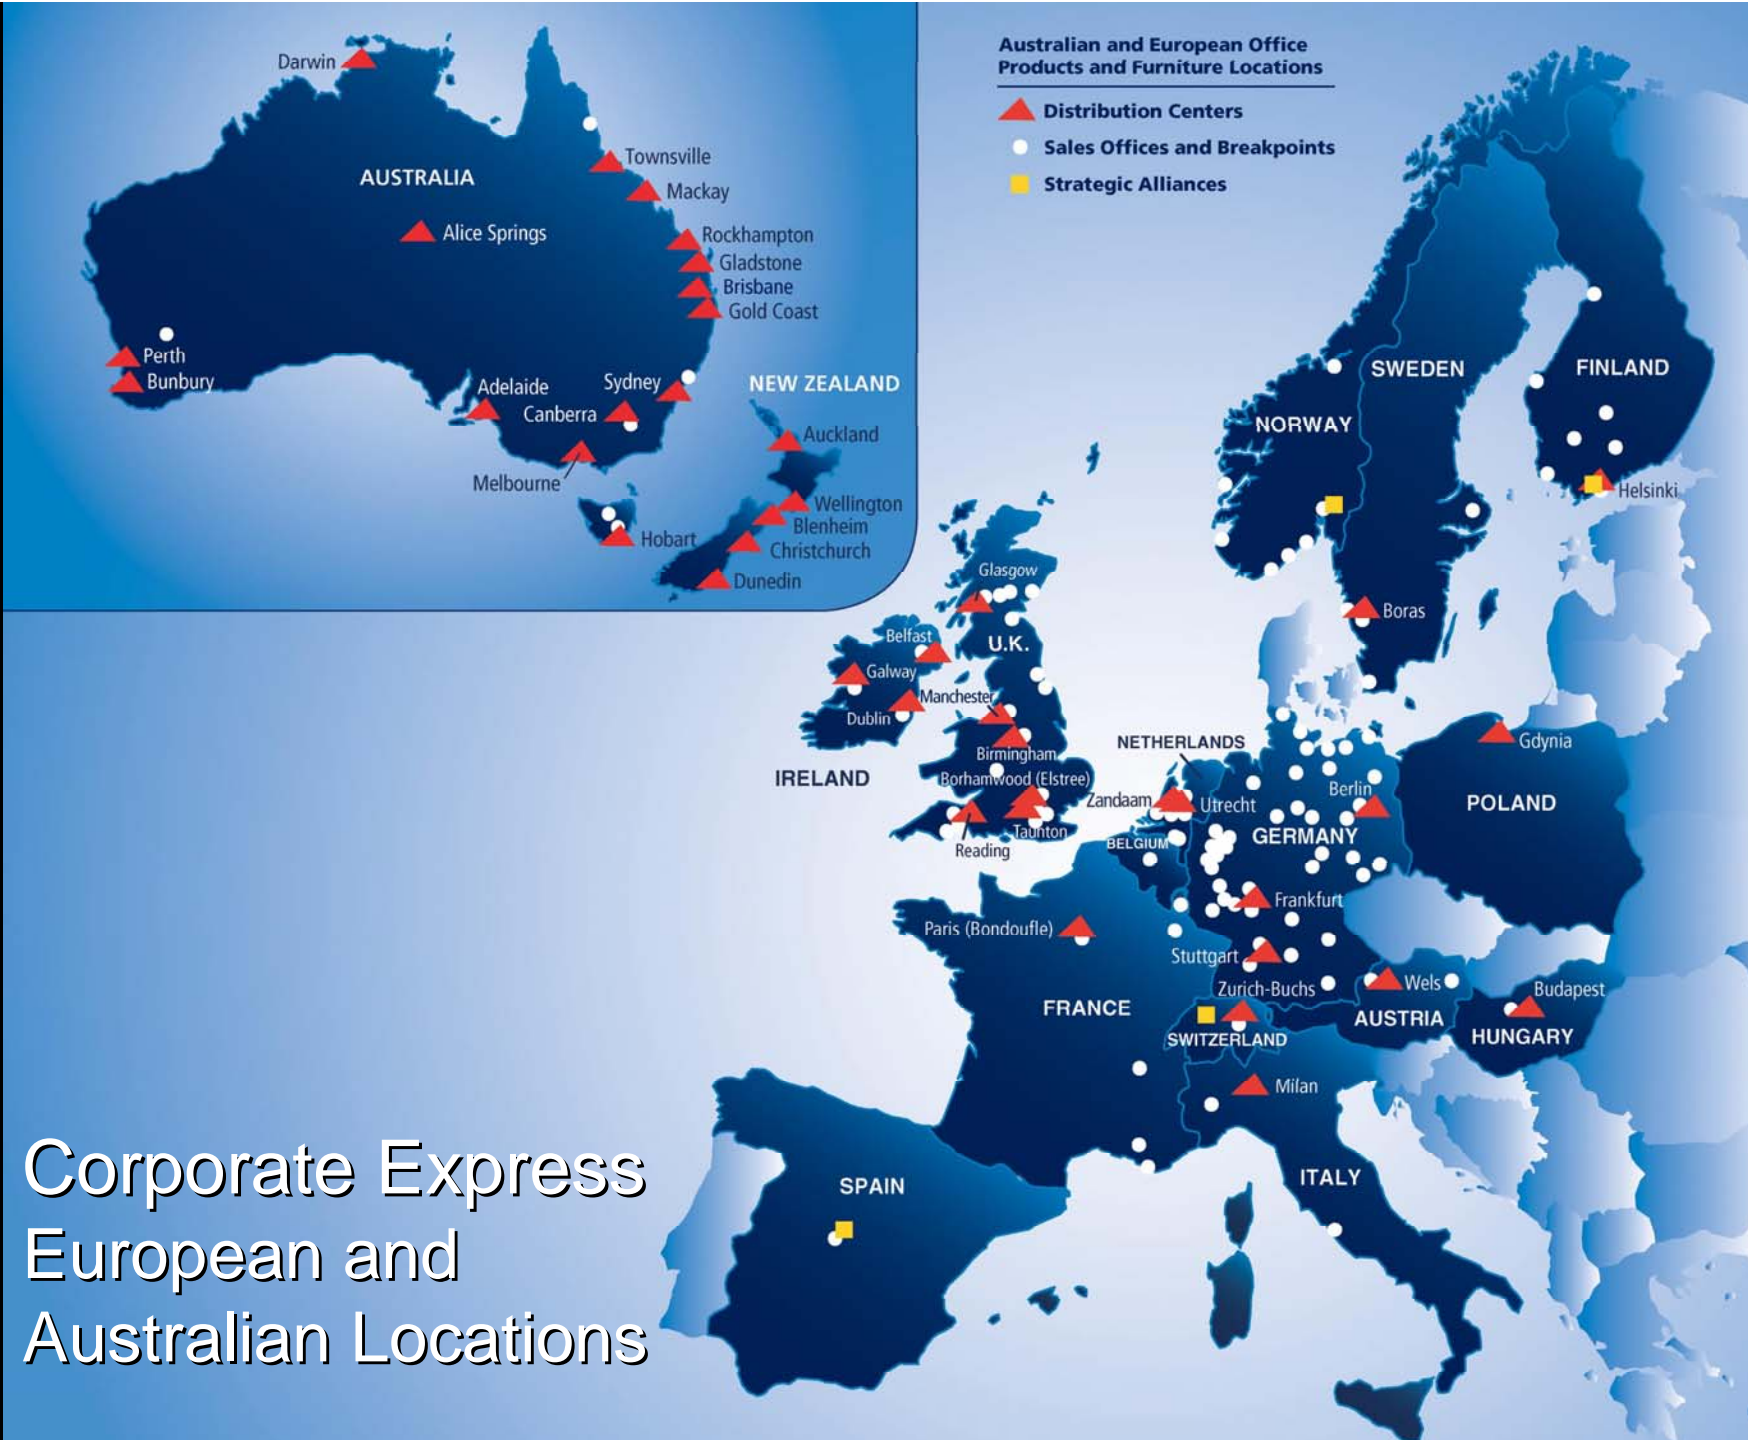 Darwin
AUSTRALIA
Townsville
Mackay
Alice Springs
Rockhampton
Gladstone
Brisbane
Gold Coast
Perth
Bunbury
Adelaide
Sydney
Canberra
Melbourne
Hobart
NEW ZEALAND
Auckland
Wellington
Blenheim
Christchurch
Dunedin
Australian and European Office
Products and Furniture Locations
Distribution Centers
Sales Offices and Breakpoints
Strategic Alliances
SWEDEN
FINLAND
NORWAY
Helsinki
Glasgow
Boras
Belfast
U.K.
Galway
Manchester
Dublin
Birmingham
IRELAND
Borhamwood (Elstree)
Taunton
Reading
NETHERLANDS
Zandaam
Utrecht
BELGIUM
Gdynia
Berlin
POLAND
GERMANY
Frankfurt
Paris (Bondoufle)
Stuttgart
Zurich-Buchs
Wels
Budapest
FRANCE
AUSTRIA
SWITZERLAND
HUNGARY
Milan
SPAIN
ITALY
Corporate Express
European and
Australian Locations